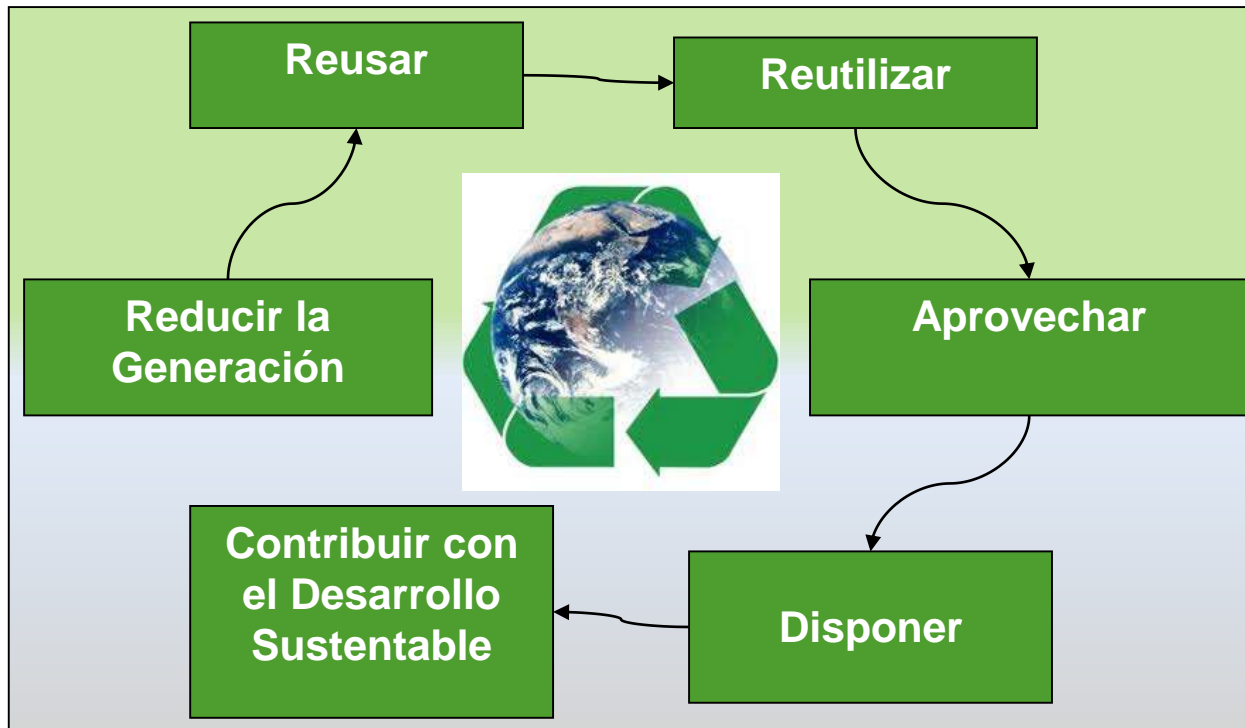 Reusar
Reutilizar
Reducir la
Generación
Aprovechar
Contribuir con
el Desarrollo
Sustentable
Disponer